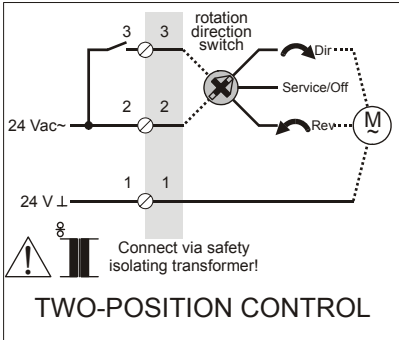 rotation
direction
switch
3 3
Dir
Service/Off
2 2
24 Vac~
Rev
M
~
1 1
24 V ⊥
Connect via safety
isolating transformer!
TWO-POSITION CONTROL